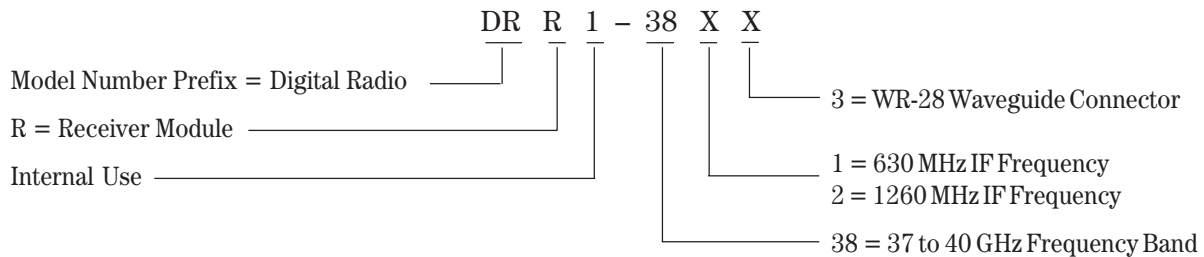 DR R 1 – 38 X X
Model Number Prefix = Digital Radio
R = Receiver Module
Internal Use
3 = WR-28 Waveguide Connector
1 = 630 MHz IF Frequency
2 = 1260 MHz IF Frequency
38 = 37 to 40 GHz Frequency Band